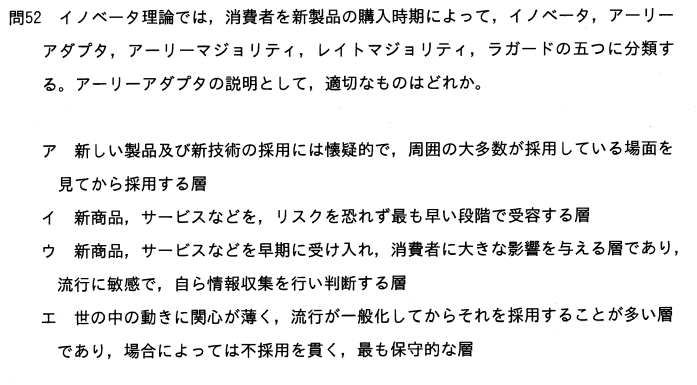 問52　イノベータ理論では，消費者を新製品の購入時期によって，イノベータ，アーリー
アダプタ，アーリーマジョリティ，レイトマジョリティ，ラガードの五つに分類す
る。アーリーアダプタの説明として，適切なものはどれか。
ア　新しい製品及び新技術の採用には懐疑的で，周囲の大多数が採用している場面を
見てから採用する層
イ　新商品，サービスなどを，リスクを恐れず最も早い段階で受容する層
ウ　新商品，サービスなどを早期に受け入れ，消費者に大きな影響を与える層であり，
流行に敏感で，自ら情報収集を行い判断する層
エ　世の中の動きに関心が薄く，流行が一般化してからそれを採用することが多い層
であり，場合によっては不採用を貫く，最も保守的な層